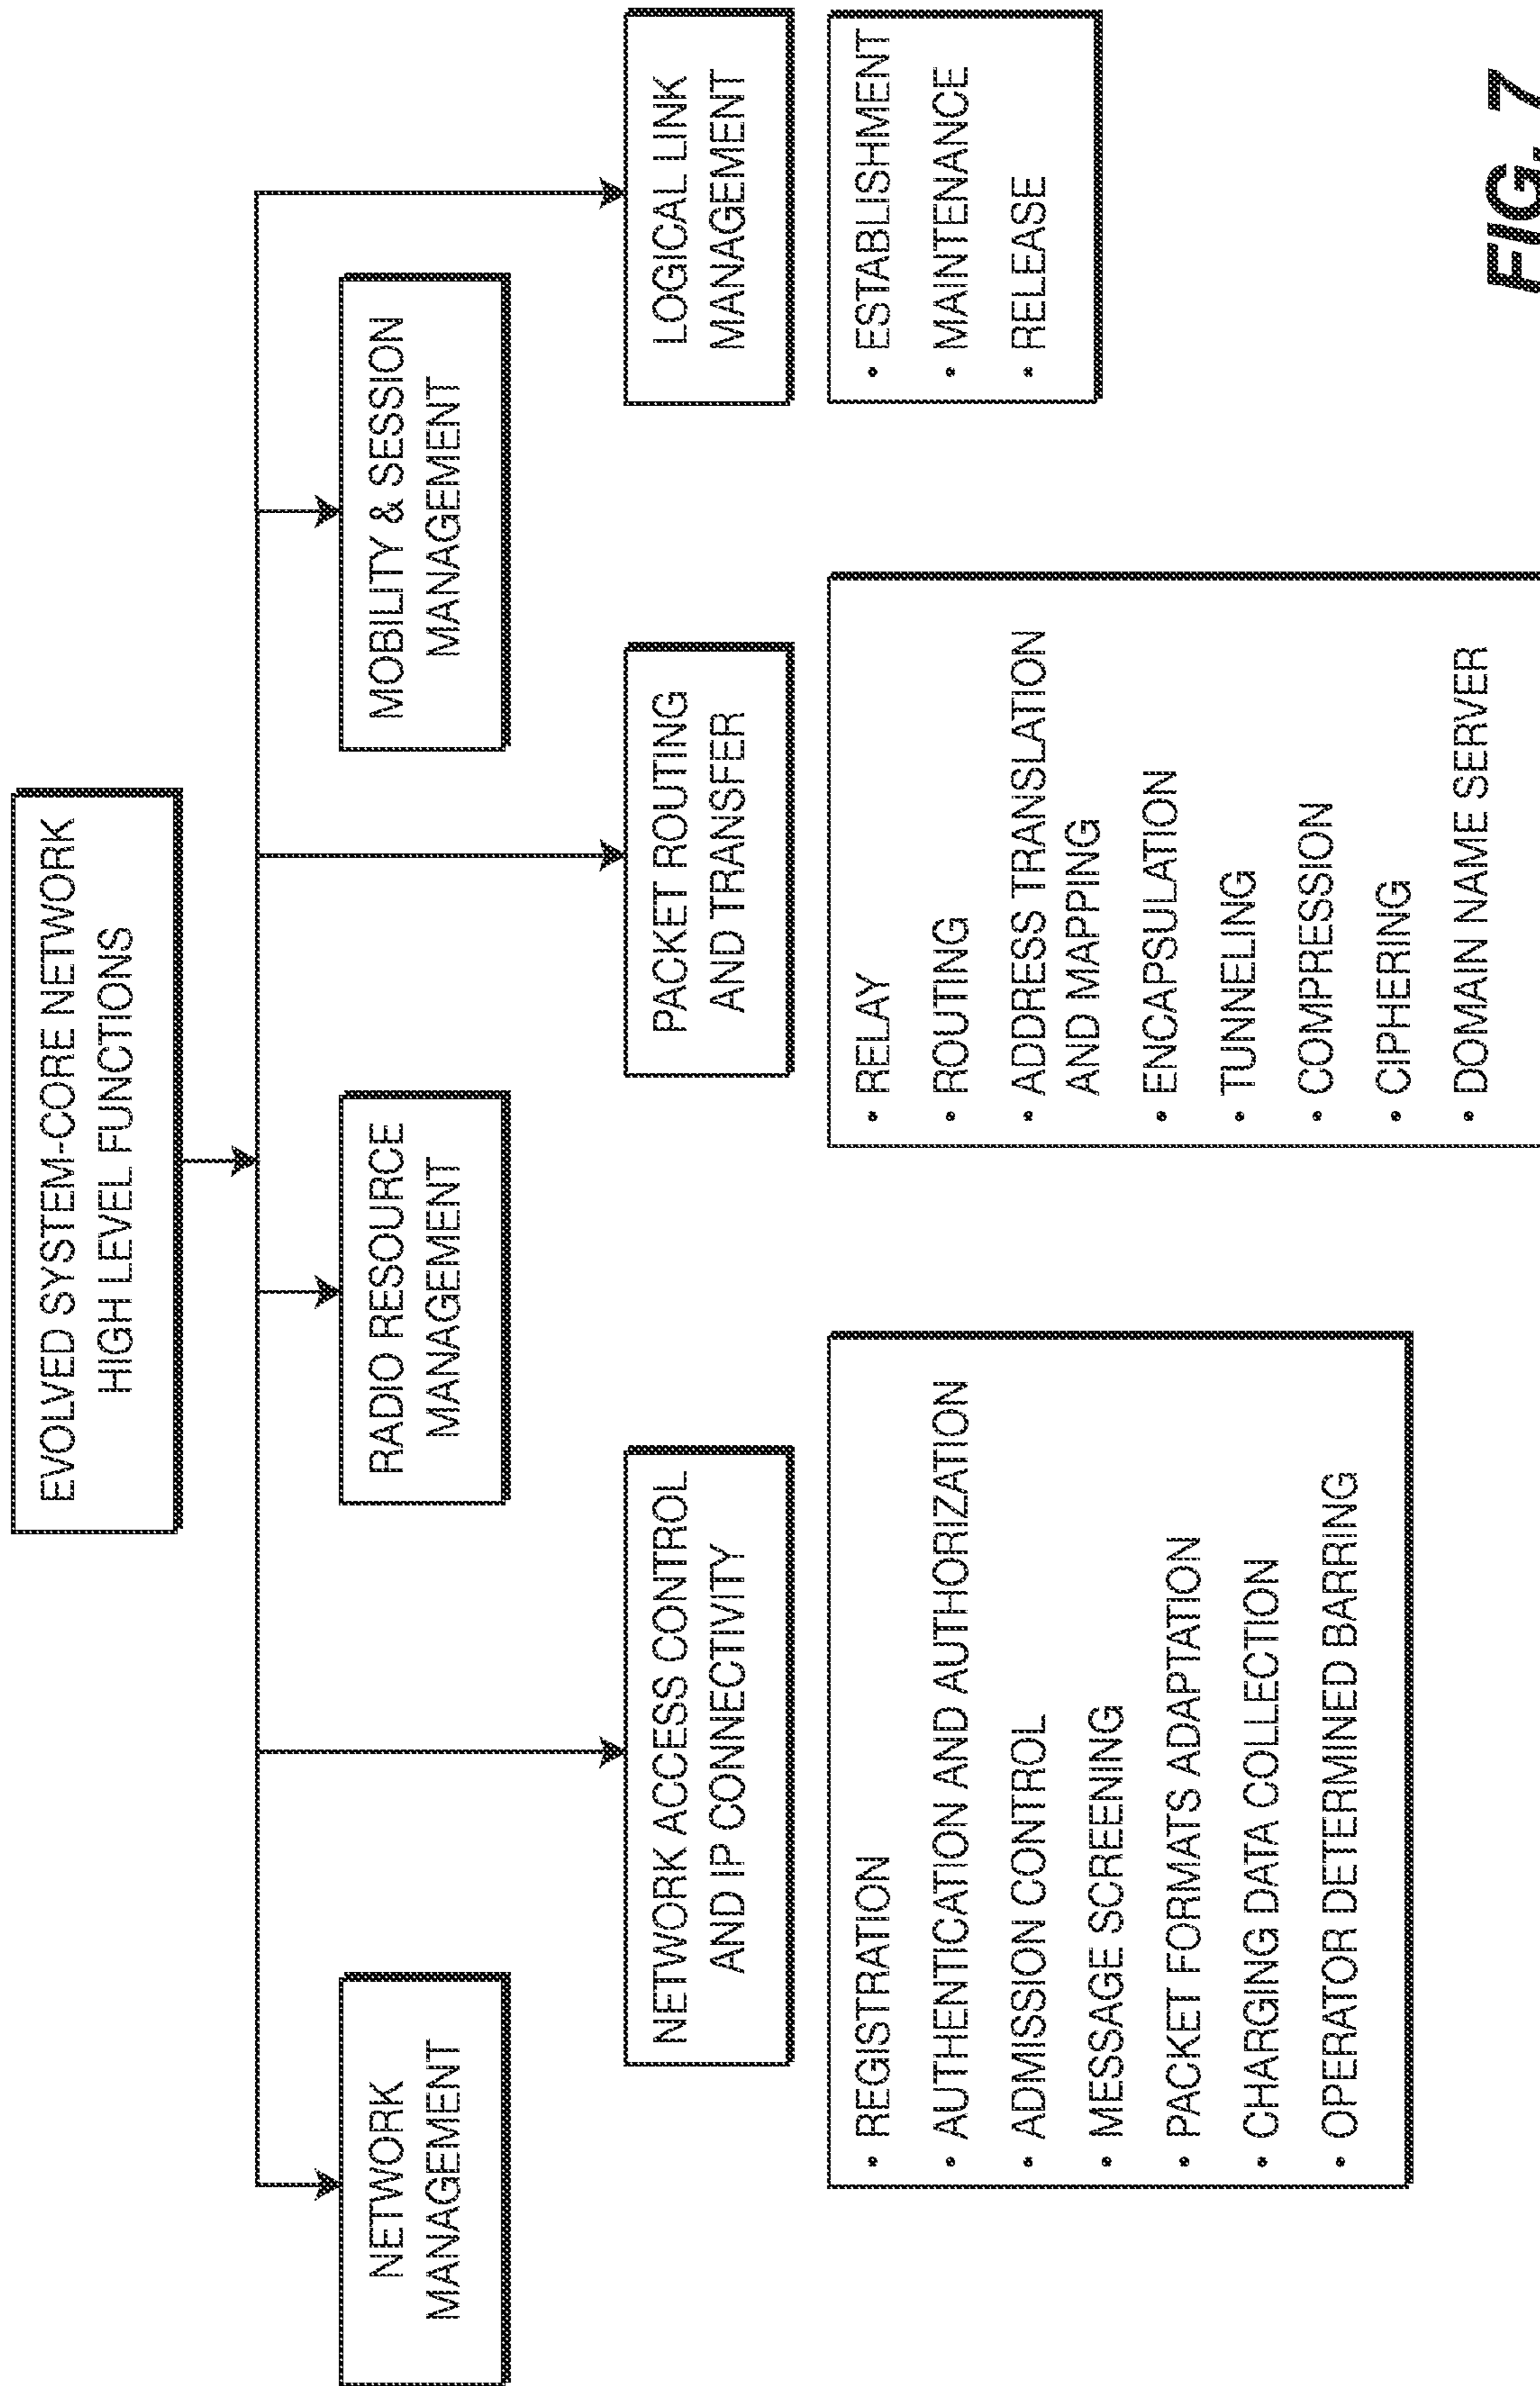 EVOLVED SYSTEM-CORE NETWORK
HIGH LEVEL FUNCTIONS
NETWORK
MANAGEMENT
RADIO RESOURCE
MANAGEMENT
MOBILITY & SESSION
MANAGEMENT
NETWORK ACCESS CONTROL
AND IP CONNECTIVITY
PACKET ROUTING
AND TRANSFER
LOGICAL LINK
MANAGEMENT
• REGISTRATION
• AUTHENTICATION AND AUTHORIZATION
• ADMISSION CONTROL
• MESSAGE SCREENING
• PACKET FORMATS ADAPTATION
• CHARGING DATA COLLECTION
• OPERATOR DETERMINED BARRING
• RELAY
• ROUTING
• ADDRESS TRANSLATION
AND MAPPING
• ENCAPSULATION
• TUNNELING
• COMPRESSION
• CIPHERING
• DOMAIN NAME SERVER
• ESTABLISHMENT
• MAINTENANCE
• RELEASE
FIG. 7